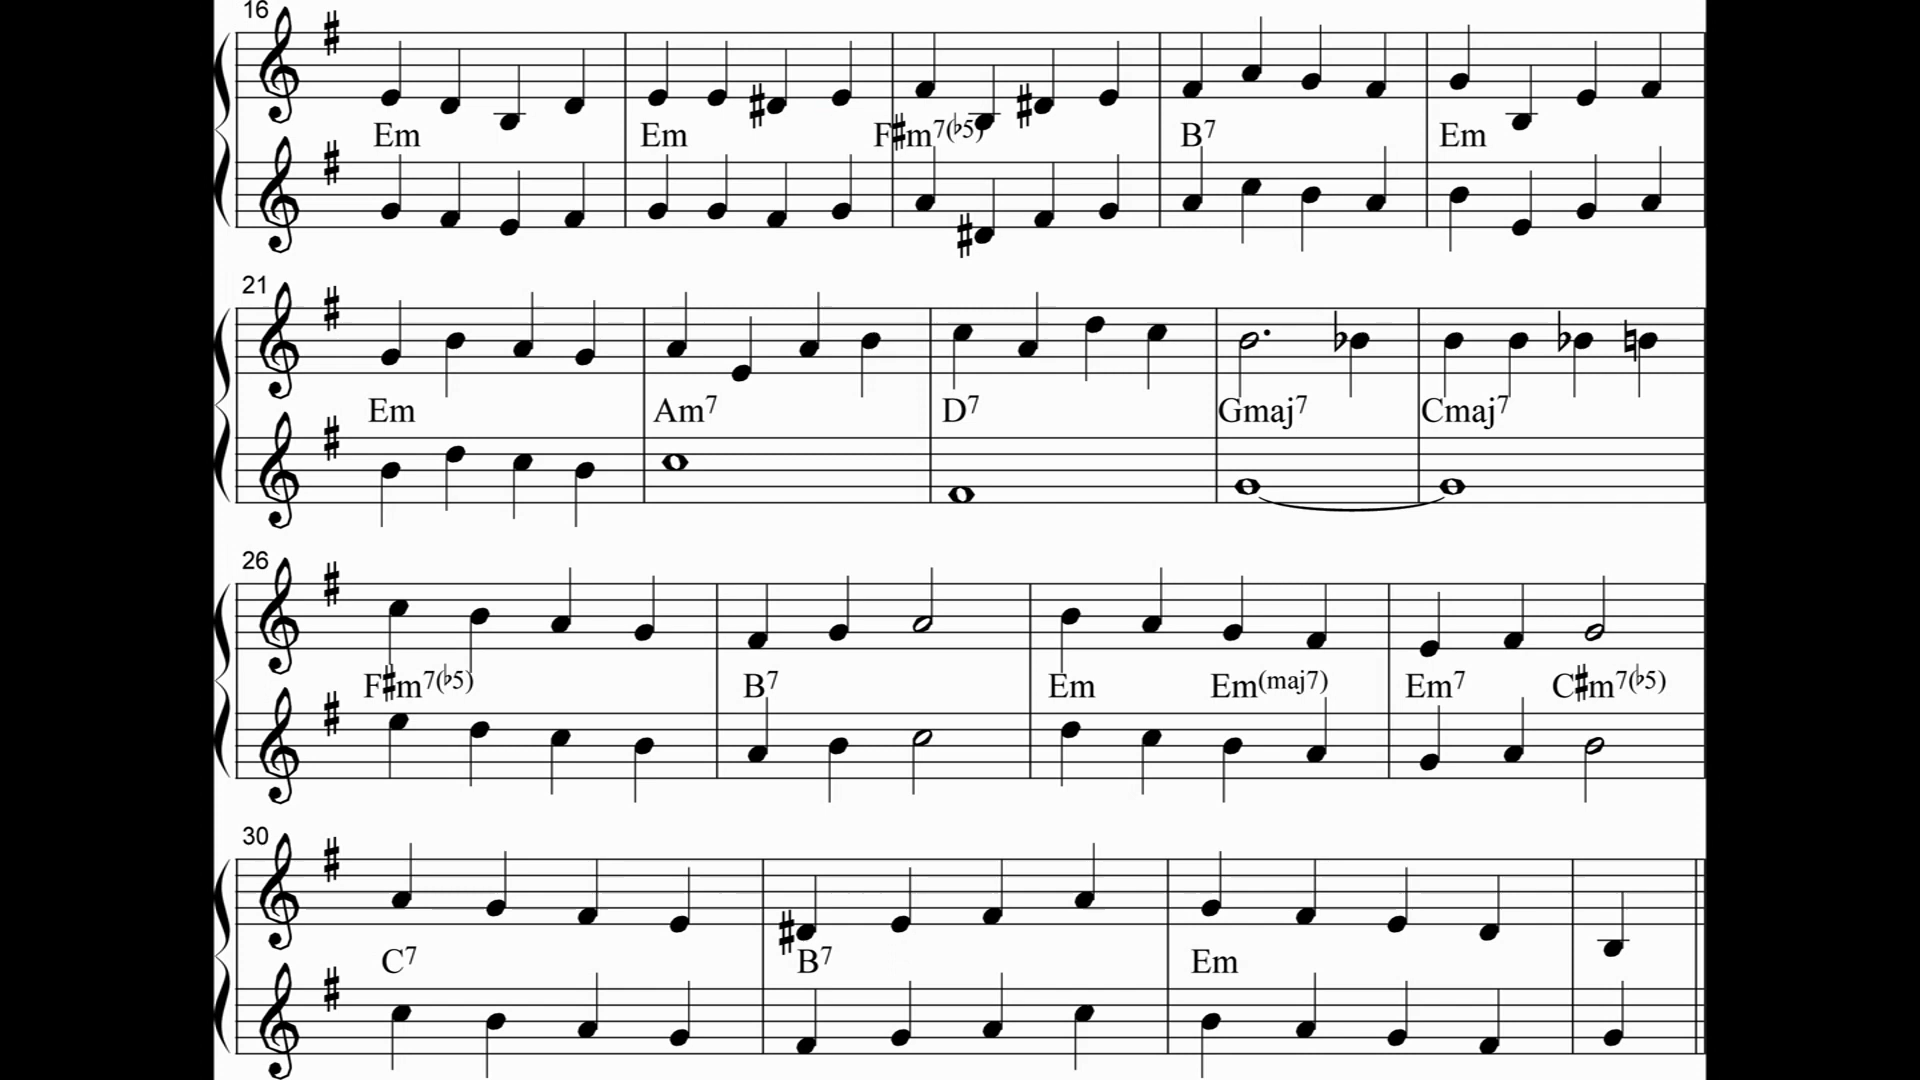 16
Em Em F♯m7(♭5) B7 Em
21
Em Am7 D7 Gmaj7 Cmaj7
26
F♯m7(♭5) B7 Em Em(maj7) Em7 C♯m7(♭5)
30
C7 B7 Em